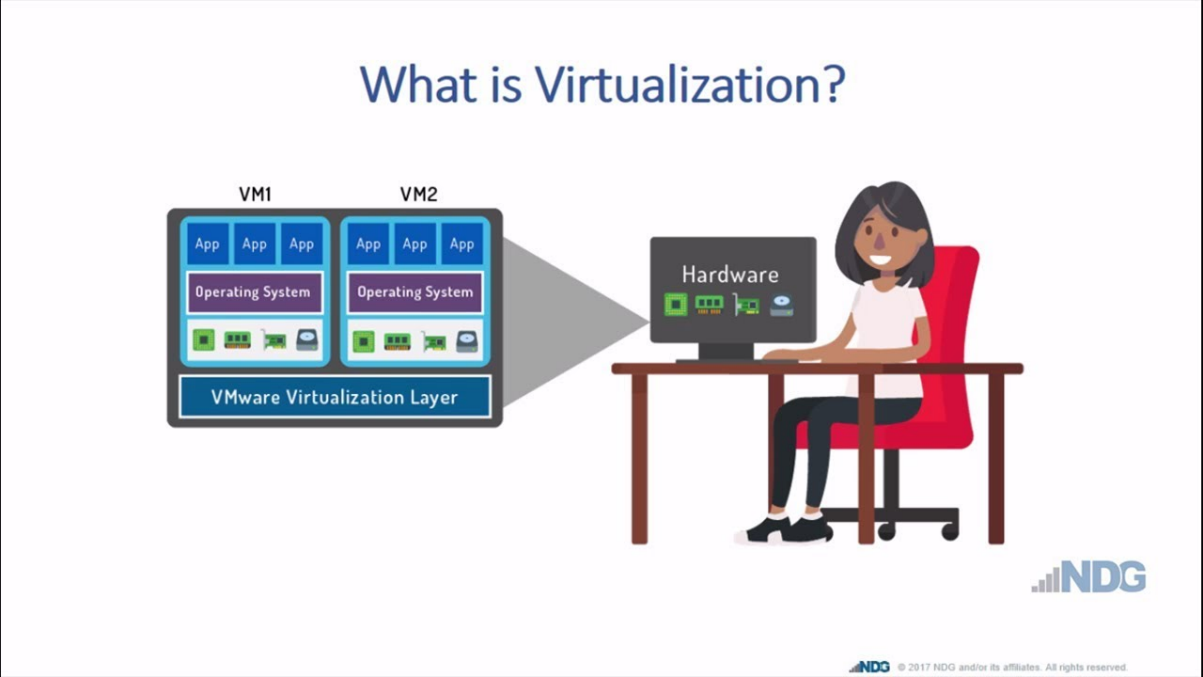 What is Virtualization?
VM1 VM2
App App App App App App
Operating System Operating System
VMware Virtualization Layer
Hardware
NDG
NDG © 2017 NDG and/or its affiliates. All rights reserved.